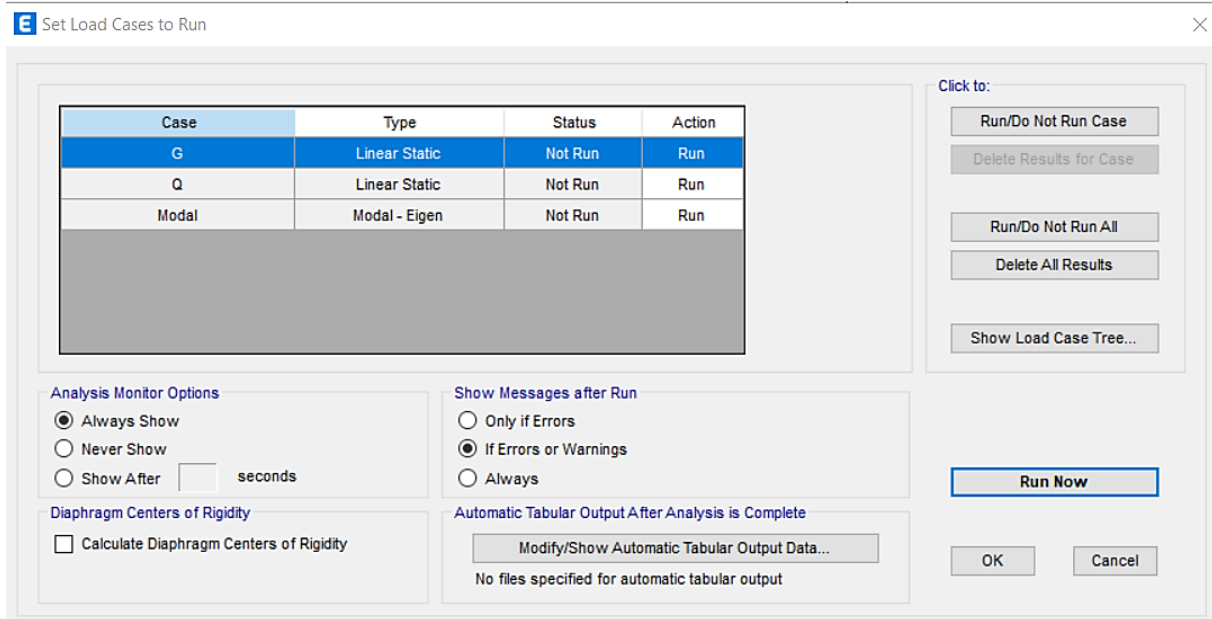 E Set Load Cases to Run
Click to:
Case Type Status Action
G Linear Static Not Run Run
Q Linear Static Not Run Run
Modal Modal - Eigen Not Run Run
Run/Do Not Run Case
Delete Results for Case
Run/Do Not Run All
Delete All Results
Show Load Case Tree...
Analysis Monitor Options
Always Show
Never Show
Show After seconds
Show Messages after Run
Only if Errors
If Errors or Warnings
Always
Run Now
Diaphragm Centers of Rigidity
Calculate Diaphragm Centers of Rigidity
Automatic Tabular Output After Analysis is Complete
Modify/Show Automatic Tabular Output Data...
No files specified for automatic tabular output
OK Cancel